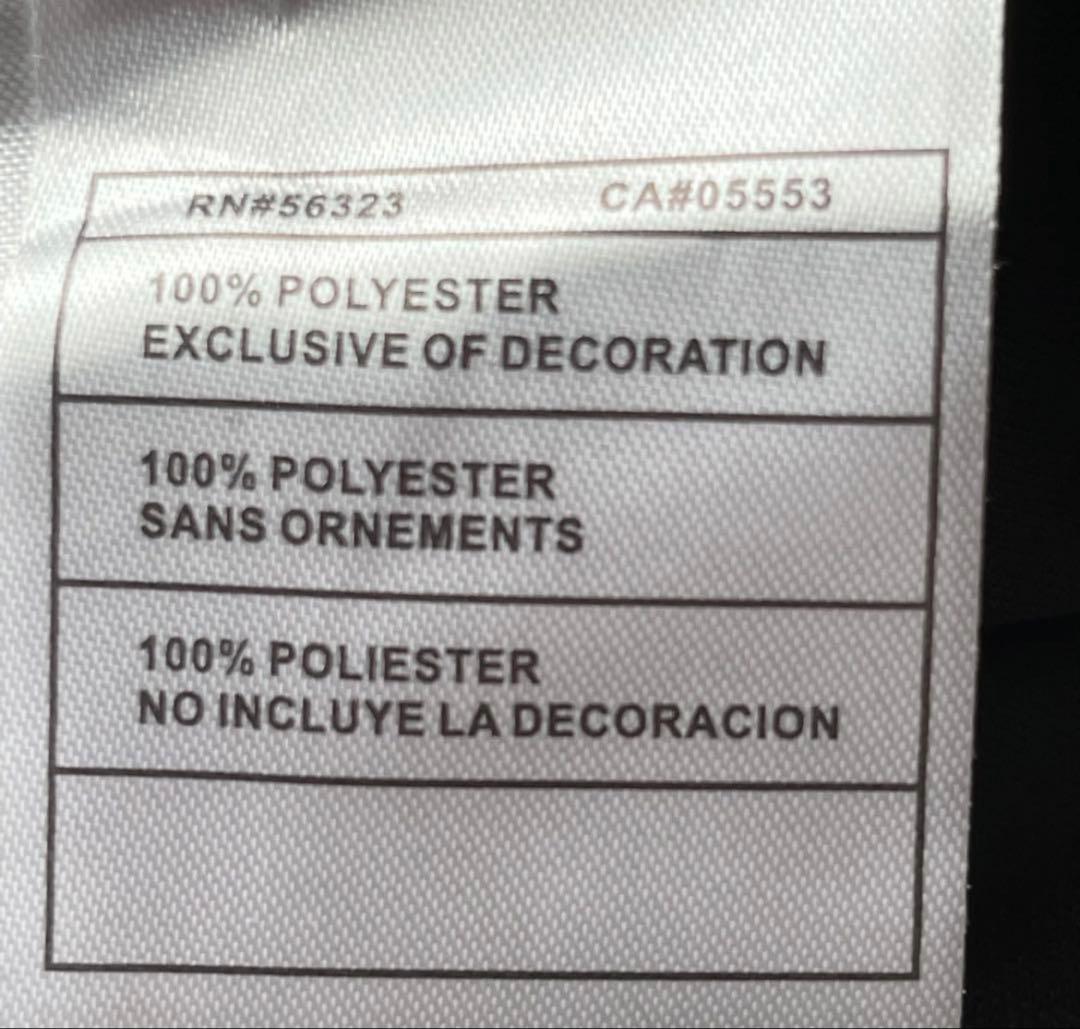 RN#56323 CA#05553
100% POLYESTER
EXCLUSIVE OF DECORATION
100% POLYESTER
SANS ORNEMENTS
100% POLIESTER
NO INCLUYE LA DECORACION